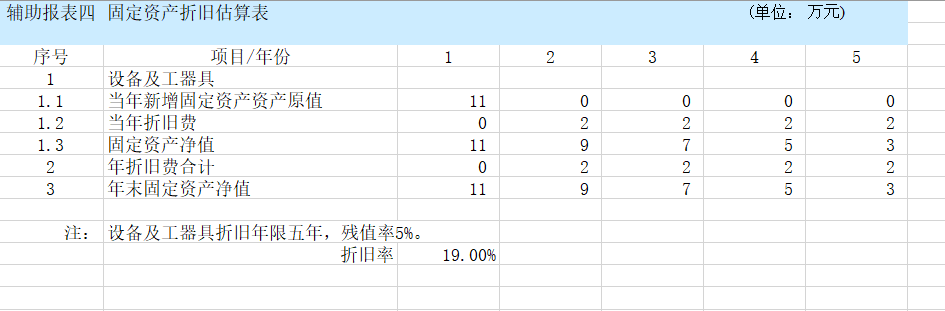 辅助报表四 固定资产折旧估算表 (单位: 万元)
序号 项目/年份 1 2 3 4 5
1 设备及工器具
1.1 当年新增固定资产资产原值 11 0 0 0 0
1.2 当年折旧费 0 2 2 2 2
1.3 固定资产净值 11 9 7 5 3
2 年折旧费合计 0 2 2 2 2
3 年末固定资产净值 11 9 7 5 3
注: 设备及工器具折旧年限五年，残值率5%。
折旧率 19.00%